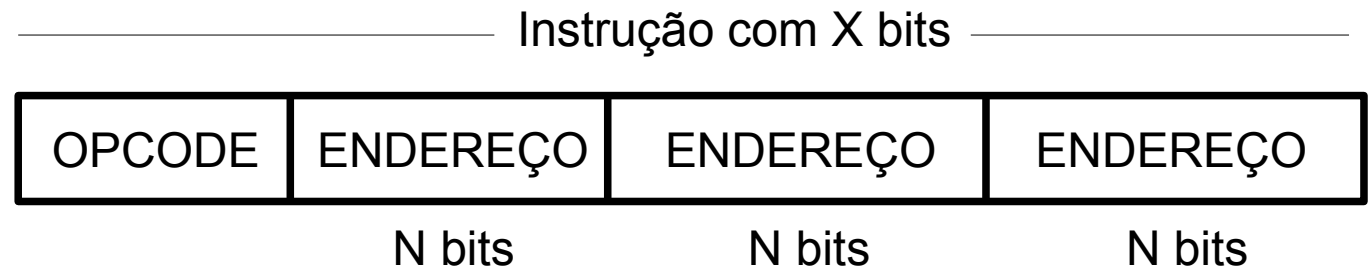 Instrução com X bits
OPCODE ENDEREÇO ENDEREÇO ENDEREÇO
N bits N bits N bits